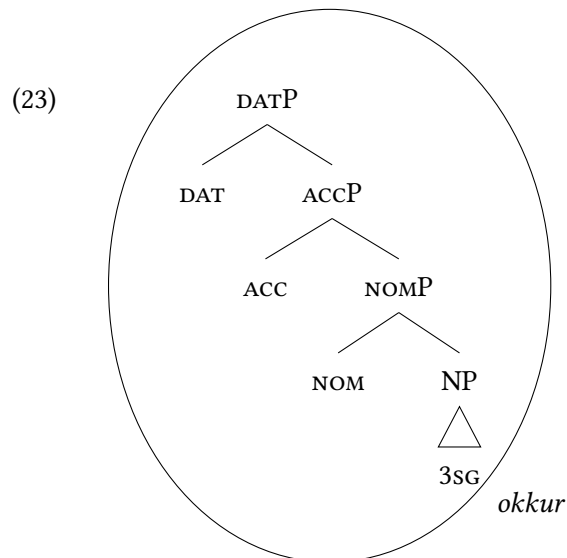 (23)
DATP
DAT ACCP
ACC NOMP
NOM NP
3SG
okkur